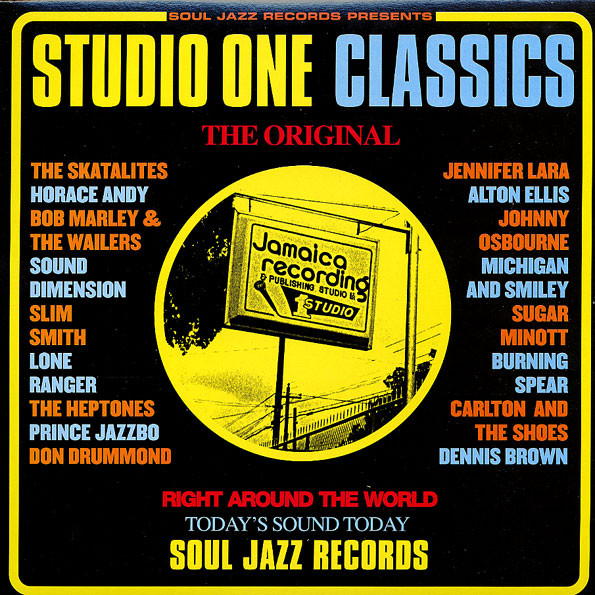 SOUL JAZZ RECORDS PRESENTS
STUDIO ONE CLASSICS
THE ORIGINAL
THE SKATALITES
HORACE ANDY
BOB MARLEY &
THE WAILERS
SOUND
DIMENSION
SLIM
SMITH
LONE
RANGER
THE HEPTONES
PRINCE JAZZBO
DON DRUMMOND
Jamaica
recording
& PUBLISHING STUDIO Ltd
1 STUDIO
JENNIFER LARA
ALTON ELLIS
JOHNNY
OSBOURNE
MICHIGAN
AND SMILEY
SUGAR
MINOTT
BURNING
SPEAR
CARLTON AND
THE SHOES
DENNIS BROWN
RIGHT AROUND THE WORLD
TODAY'S SOUND TODAY
SOUL JAZZ RECORDS